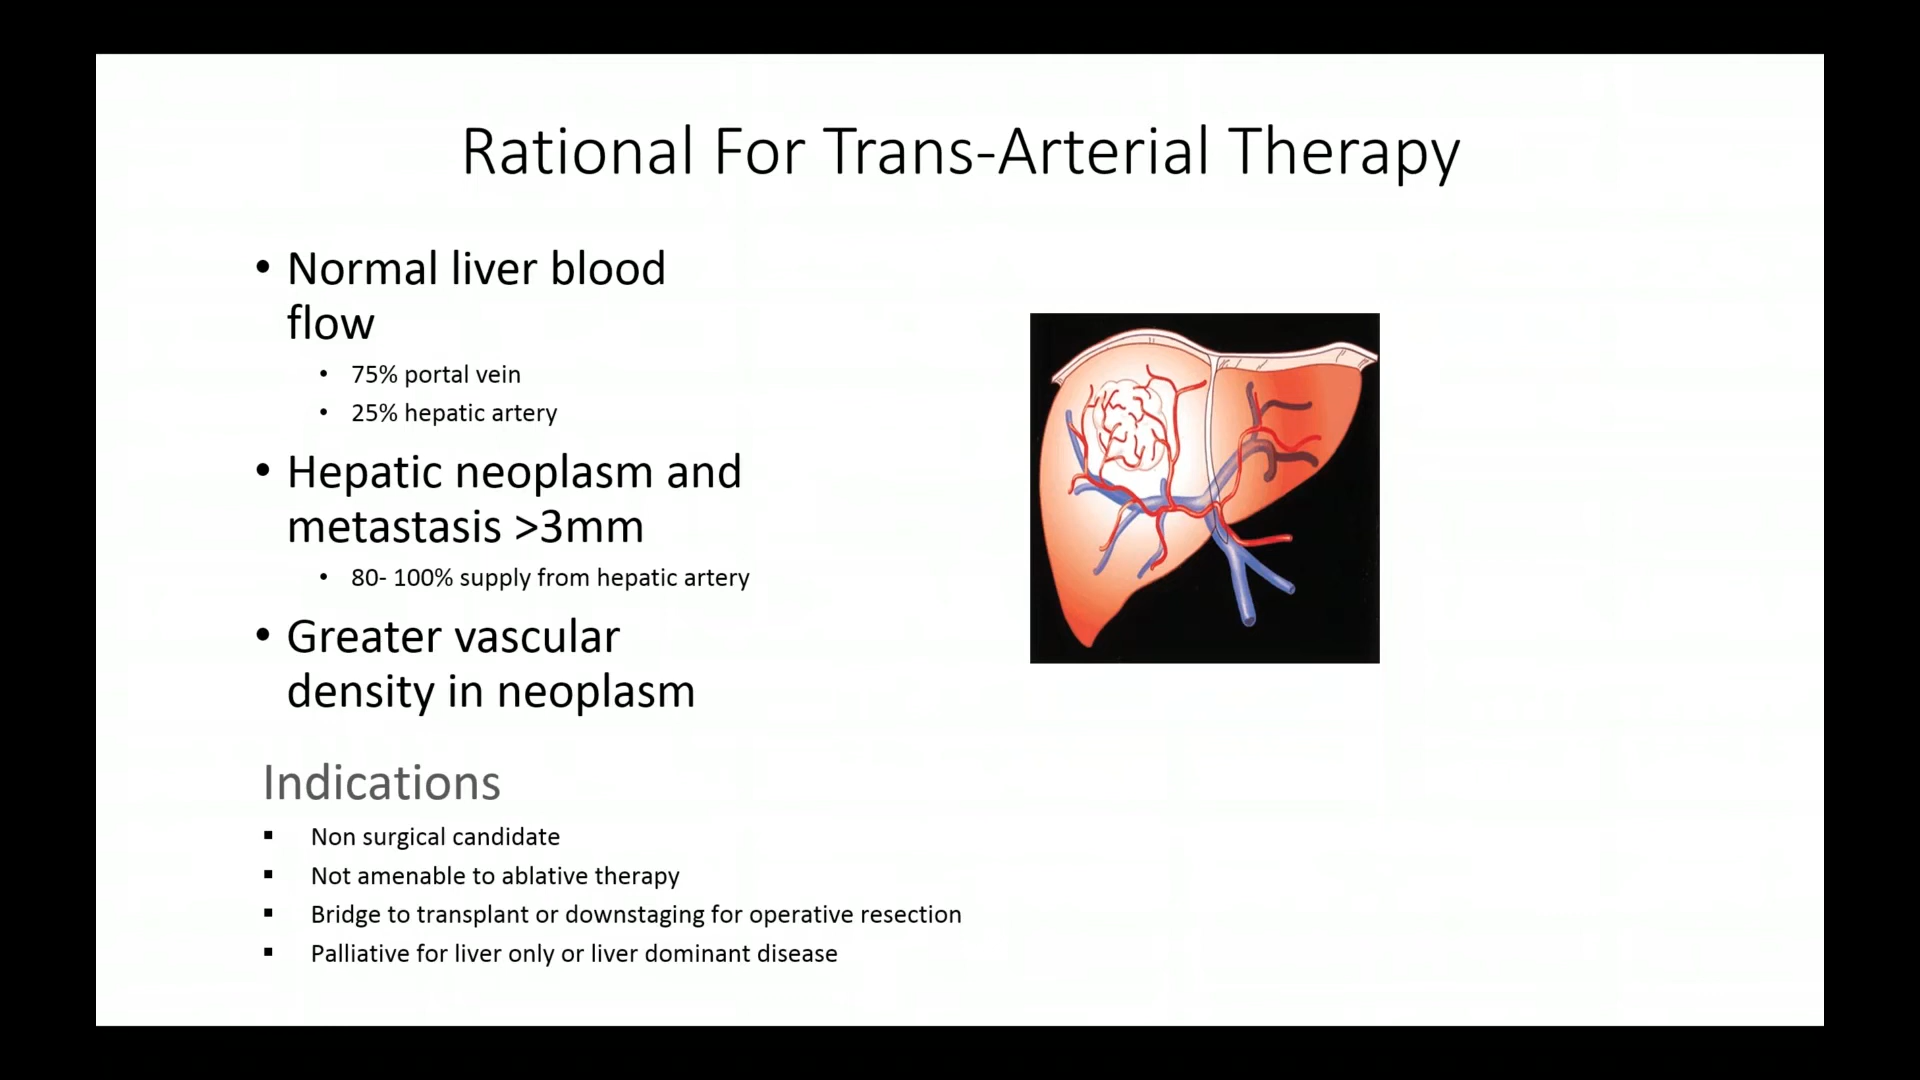 Rational For Trans-Arterial Therapy
• Normal liver blood
flow
• 75% portal vein
• 25% hepatic artery
• Hepatic neoplasm and
metastasis >3mm
• 80- 100% supply from hepatic artery
• Greater vascular
density in neoplasm
Indications
▪ Non surgical candidate
▪ Not amenable to ablative therapy
▪ Bridge to transplant or downstaging for operative resection
▪ Palliative for liver only or liver dominant disease